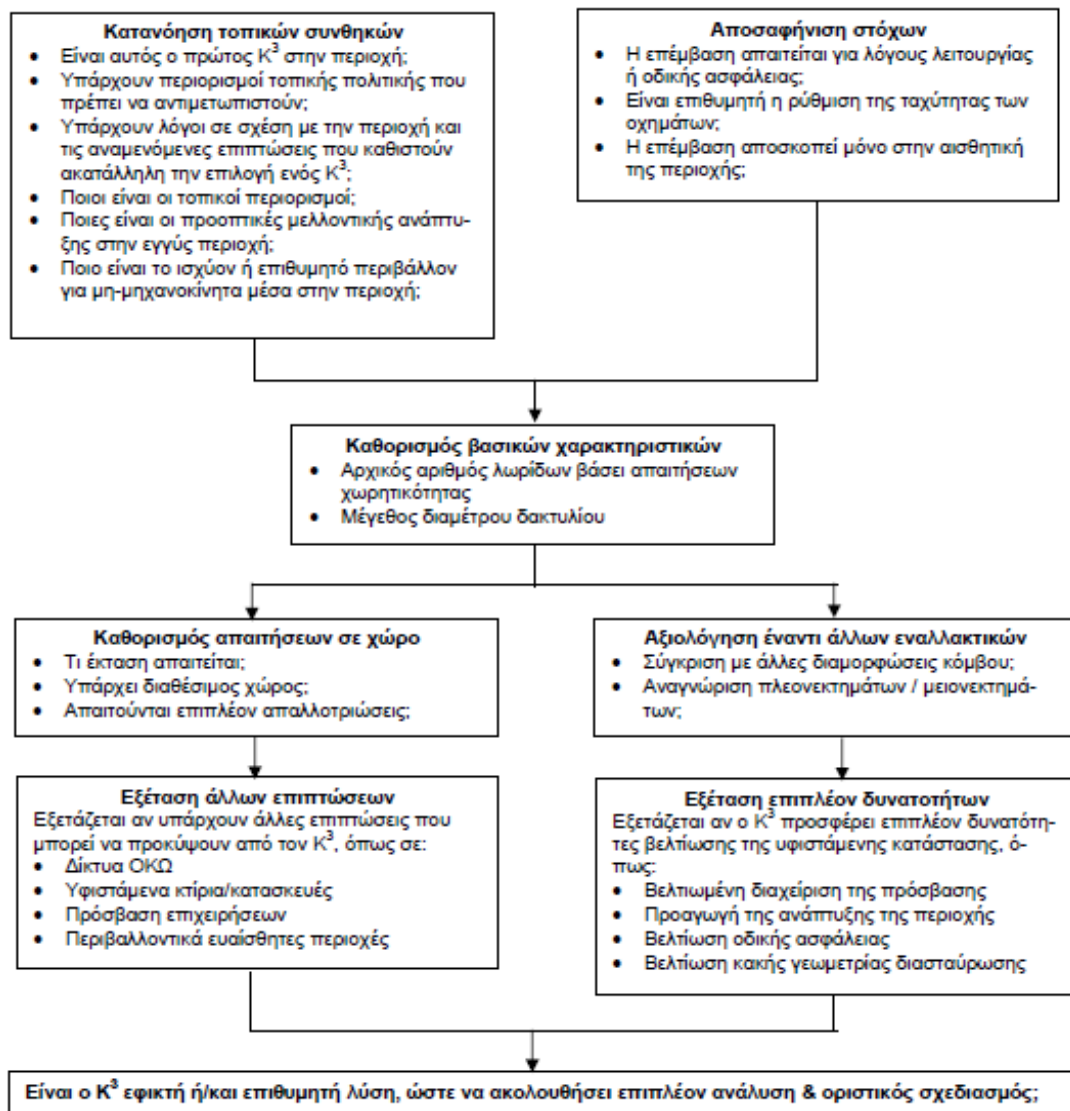 Κατανόηση τοπικών συνθηκών
• Είναι αυτός ο πρώτος Κ³ στην περιοχή;
• Υπάρχουν περιορισμοί τοπικής πολιτικής που
πρέπει να αντιμετωπιστούν;
• Υπάρχουν λόγοι σε σχέση με την περιοχή και
τις αναμενόμενες επιπτώσεις που καθιστούν
ακατάλληλη την επιλογή ενός Κ³;
• Ποιοι είναι οι τοπικοί περιορισμοί;
• Ποιες είναι οι προοπτικές μελλοντικής ανάπτυ-
ξης στην εγγύς περιοχή;
• Ποιο είναι το ισχύον ή επιθυμητό περιβάλλον
για μη-μηχανοκίνητα μέσα στην περιοχή;
Αποσαφήνιση στόχων
• Η επέμβαση απαιτείται για λόγους λειτουργίας
ή οδικής ασφάλειας;
• Είναι επιθυμητή η ρύθμιση της ταχύτητας των
οχημάτων;
• Η επέμβαση αποσκοπεί μόνο στην αισθητική
της περιοχής;
Καθορισμός βασικών χαρακτηριστικών
• Αρχικός αριθμός λωρίδων βάσει απαιτήσεων
χωρητικότητας
• Μέγεθος διαμέτρου δακτυλίου
Καθορισμός απαιτήσεων σε χώρο
• Τι έκταση απαιτείται;
• Υπάρχει διαθέσιμος χώρος;
• Απαιτούνται επιπλέον απαλλοτριώσεις;
Αξιολόγηση έναντι άλλων εναλλακτικών
• Σύγκριση με άλλες διαμορφώσεις κόμβου;
• Αναγνώριση πλεονεκτημάτων / μειονεκτημά-
των;
Εξέταση άλλων επιπτώσεων
Εξετάζεται αν υπάρχουν άλλες επιπτώσεις που
μπορεί να προκύψουν από τον Κ³, όπως σε:
• Δίκτυα ΟΚΩ
• Υφιστάμενα κτίρια/κατασκευές
• Πρόσβαση επιχειρήσεων
• Περιβαλλοντικά ευαίσθητες περιοχές
Εξέταση επιπλέον δυνατοτήτων
Εξετάζεται αν ο Κ³ προσφέρει επιπλέον δυνατότη-
τες βελτίωσης της υφιστάμενης κατάστασης, ό-
πως:
• Βελτιωμένη διαχείριση της πρόσβασης
• Προαγωγή της ανάπτυξης της περιοχής
• Βελτίωση οδικής ασφάλειας
• Βελτίωση κακής γεωμετρίας διασταύρωσης
Είναι ο Κ³ εφικτή ή/και επιθυμητή λύση, ώστε να ακολουθήσει επιπλέον ανάλυση & οριστικός σχεδιασμός;